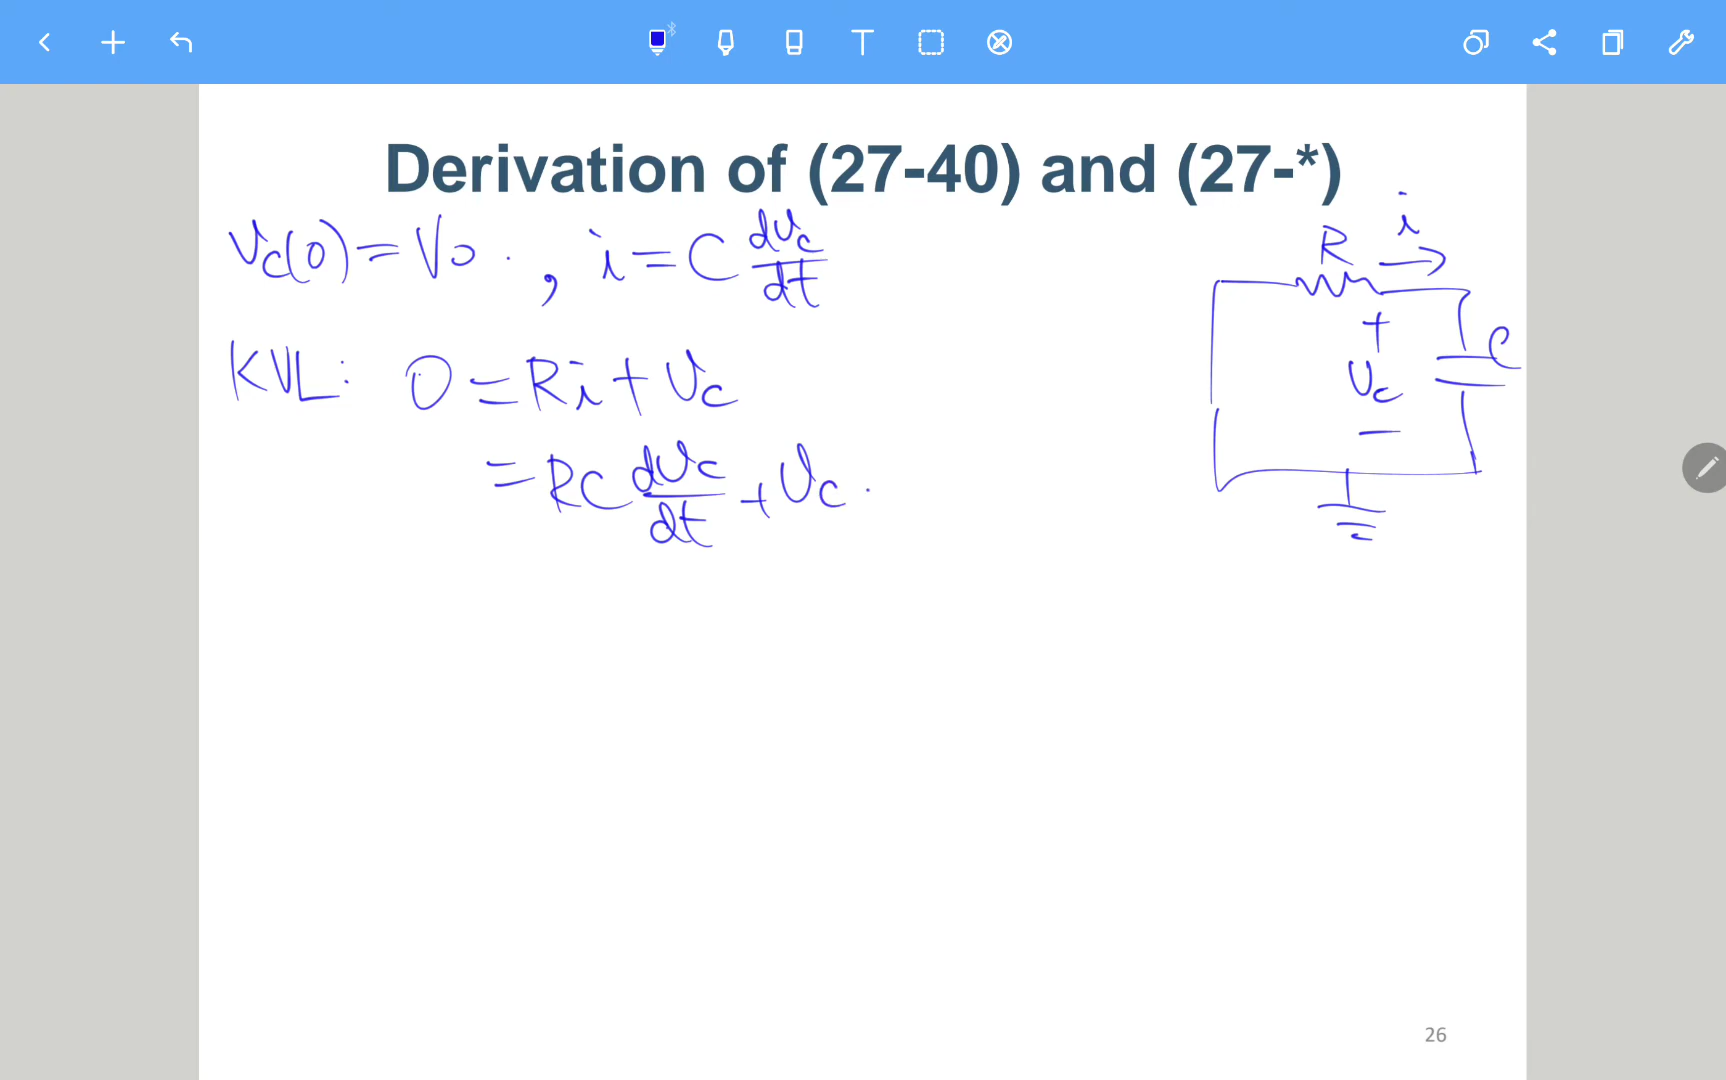 Derivation of (27-40) and (27-*)
Vc(0) = V0 . , i = C dVc/dt
KVL: 0 = Ri + Vc
= RC dVc/dt + Vc .
i
R
+
Vc
−
C
26